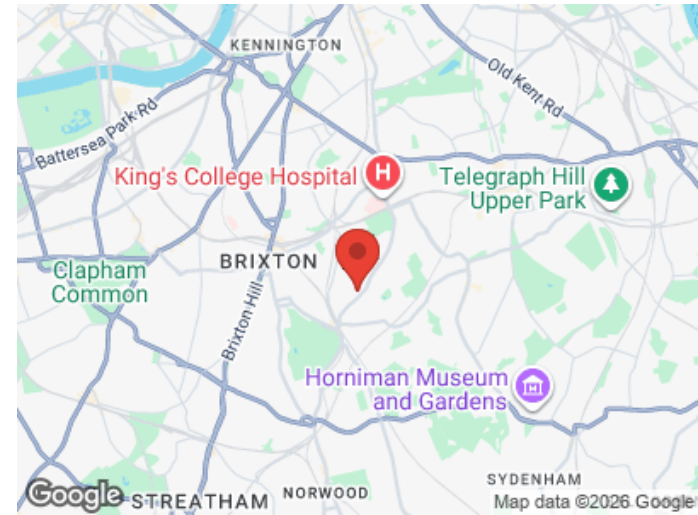 KENNINGTON
Old Kent Rd
Battersea Park Rd
King's College Hospital
H
Telegraph Hill
Upper Park
BRIXTON
Clapham
Common
Brixton Hill
Horniman Museum
and Gardens
SYDENHAM
NORWOOD
STREATHAM
Google
Map data ©2026 Google